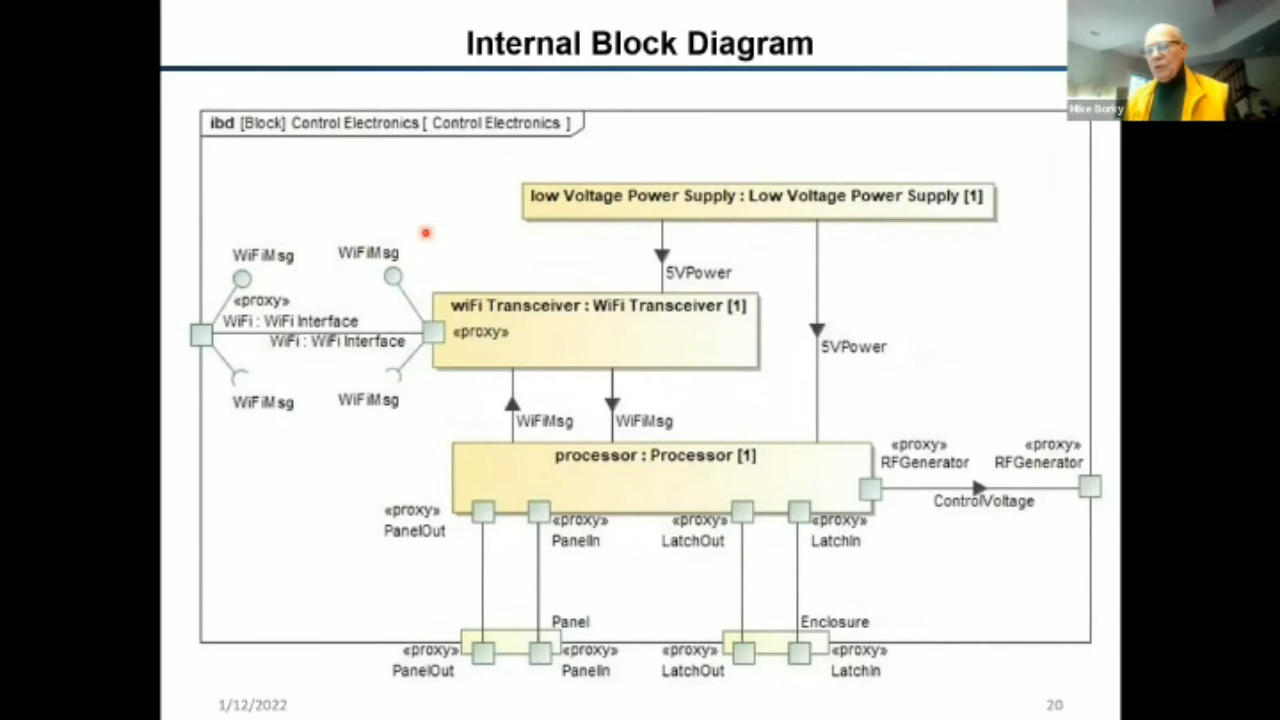 Internal Block Diagram
Mike Borky
ibd [Block] Control Electronics [ Control Electronics ]
low Voltage Power Supply : Low Voltage Power Supply [1]
WiFiMsg
WiFiMsg
5VPower
«proxy»
WiFi : WiFi Interface
WiFi : WiFi Interface
wiFi Transceiver : WiFi Transceiver [1]
«proxy»
5VPower
WiFiMsg
WiFiMsg
WiFiMsg
WiFiMsg
processor : Processor [1]
«proxy»
RFGenerator
«proxy»
RFGenerator
ControlVoltage
«proxy»
PanelOut
«proxy»
PanelIn
«proxy»
LatchOut
«proxy»
LatchIn
Panel
Enclosure
«proxy»
PanelOut
«proxy»
PanelIn
«proxy»
LatchOut
«proxy»
LatchIn
1/12/2022
20